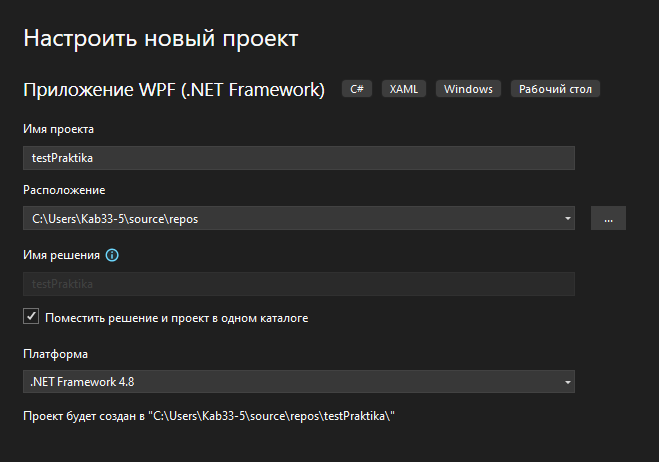 Настроить новый проект
Приложение WPF (.NET Framework) C# XAML Windows Рабочий стол
Имя проекта
testPraktika
Расположение
C:\Users\Kab33-5\source\repos
...
Имя решения
testPraktika
Поместить решение и проект в одном каталоге
Платформа
.NET Framework 4.8
Проект будет создан в "C:\Users\Kab33-5\source\repos\testPraktika\"